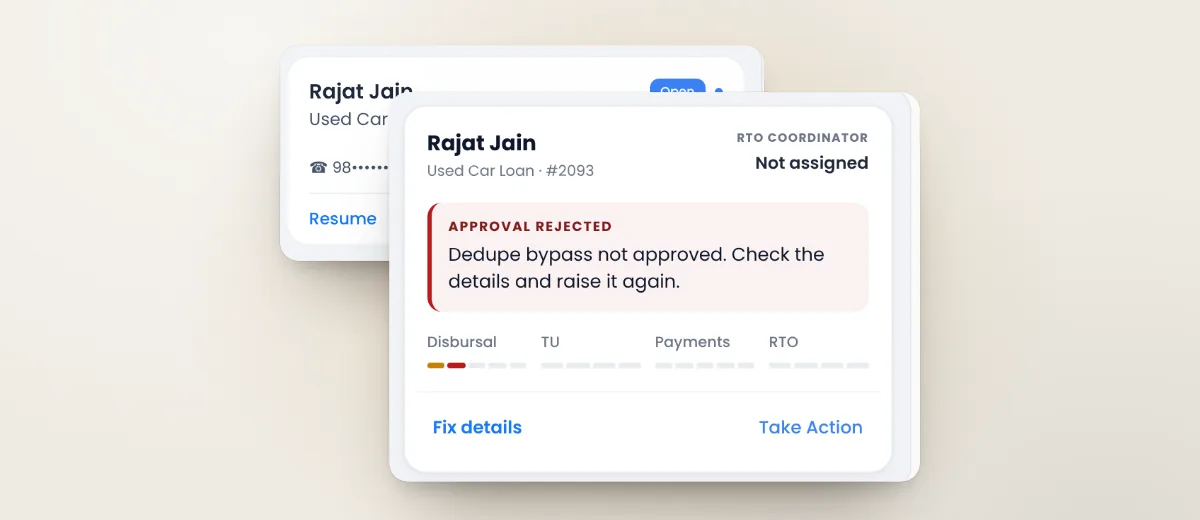 Rajat Jain
Open
Used Car
☎ 98••••••
Resume
Rajat Jain
Used Car Loan · #2093
RTO COORDINATOR
Not assigned
APPROVAL REJECTED
Dedupe bypass not approved. Check the
details and raise it again.
Disbursal
TU
Payments
RTO
Fix details
Take Action